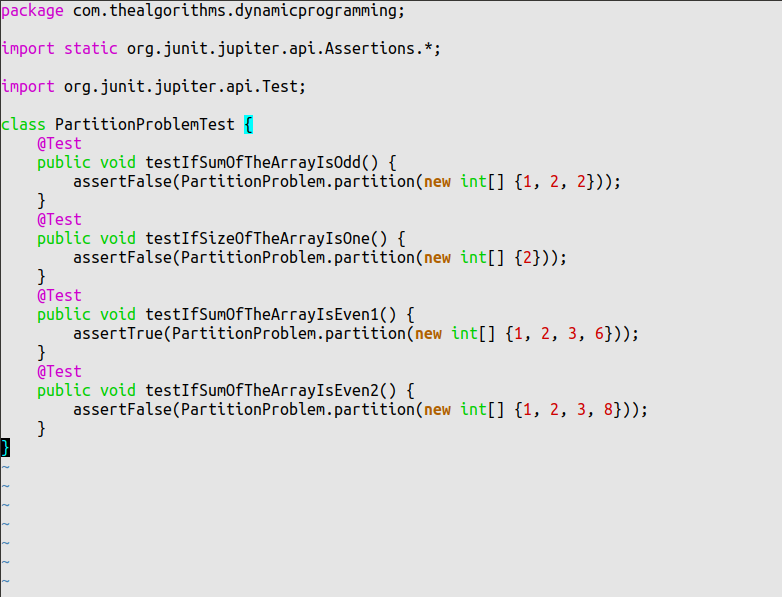 package com.thealgorithms.dynamicprogramming;

import static org.junit.jupiter.api.Assertions.*;

import org.junit.jupiter.api.Test;

class PartitionProblemTest {
    @Test
    public void testIfSumOfTheArrayIsOdd() {
        assertFalse(PartitionProblem.partition(new int[] {1, 2, 2}));
    }
    @Test
    public void testIfSizeOfTheArrayIsOne() {
        assertFalse(PartitionProblem.partition(new int[] {2}));
    }
    @Test
    public void testIfSumOfTheArrayIsEven1() {
        assertTrue(PartitionProblem.partition(new int[] {1, 2, 3, 6}));
    }
    @Test
    public void testIfSumOfTheArrayIsEven2() {
        assertFalse(PartitionProblem.partition(new int[] {1, 2, 3, 8}));
    }
}
~
~
~
~
~
~
~